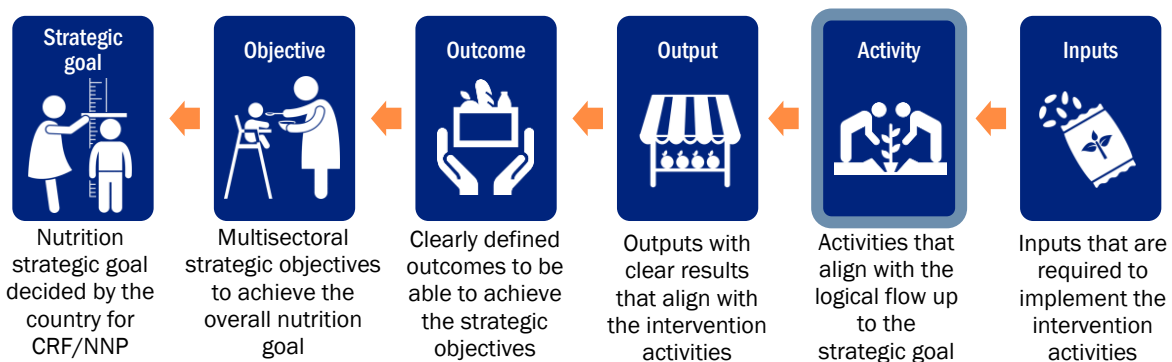 Strategic
goal
Objective
Outcome
Output
Activity
Inputs
Nutrition
strategic goal
decided by the
country for
CRF/NNP
Multisectoral
strategic objectives
to achieve the
overall nutrition
goal
Clearly defined
outcomes to be
able to achieve
the strategic
objectives
Outputs with
clear results
that align with
the intervention
activities
Activities that
align with the
logical flow up
to the
strategic goal
Inputs that are
required to
implement the
intervention
activities